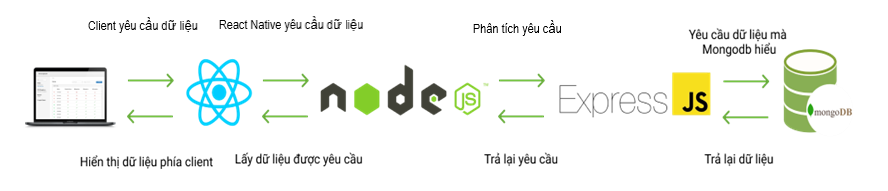 Client yêu cầu dữ liệu
React Native yêu cầu dữ liệu
Phân tích yêu cầu
Yêu cầu dữ liệu mà
Mongodb hiểu
node
JS
™
Express
JS
mongoDB
Hiển thị dữ liệu phía client
Lấy dữ liệu được yêu cầu
Trả lại yêu cầu
Trả lại dữ liệu